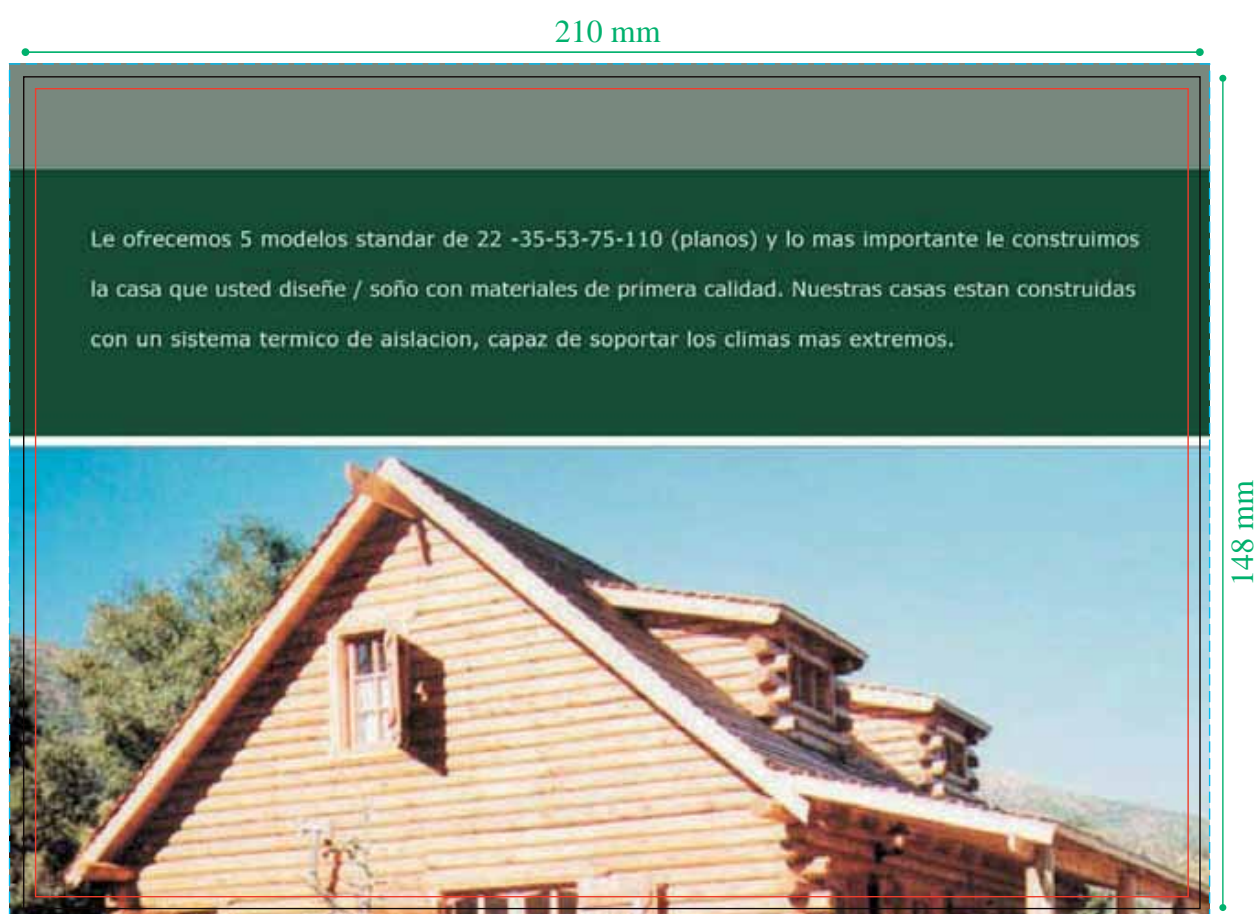 210 mm
Le ofrecemos 5 modelos standar de 22 -35-53-75-110 (planos) y lo mas importante le construimos
la casa que usted diseñe / soño con materiales de primera calidad. Nuestras casas estan construidas
con un sistema termico de aislacion, capaz de soportar los climas mas extremos.
148 mm